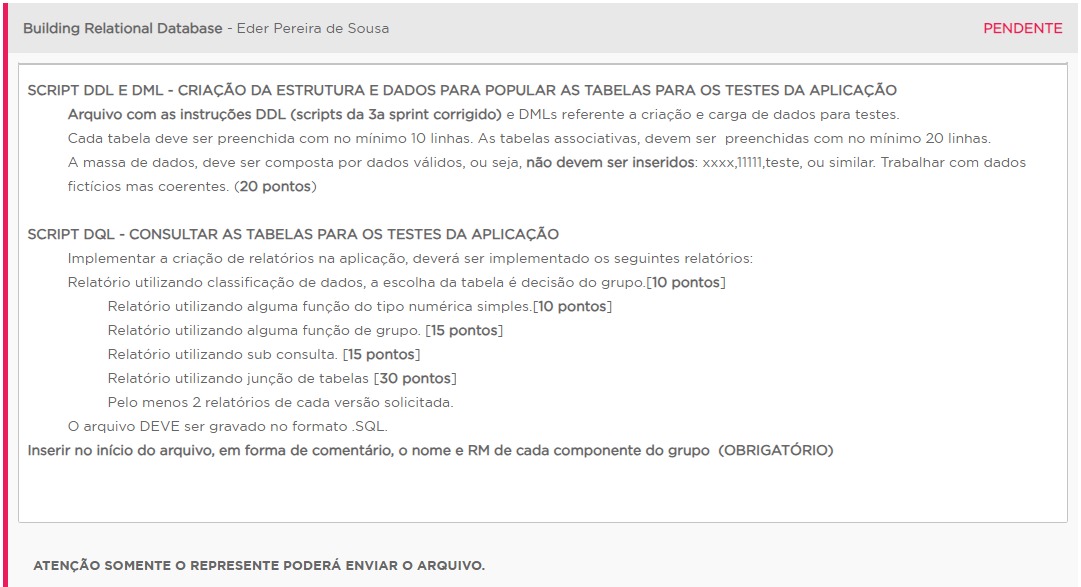 Building Relational Database - Eder Pereira de Sousa
PENDENTE
SCRIPT DDL E DML - CRIAÇÃO DA ESTRUTURA E DADOS PARA POPULAR AS TABELAS PARA OS TESTES DA APLICAÇÃO
Arquivo com as instruções DDL (scripts da 3a sprint corrigido) e DMLs referente a criação e carga de dados para testes.
Cada tabela deve ser preenchida com no mínimo 10 linhas. As tabelas associativas, devem ser preenchidas com no mínimo 20 linhas.
A massa de dados, deve ser composta por dados válidos, ou seja, não devem ser inseridos: xxxx,11111,teste, ou similar. Trabalhar com dados
fictícios mas coerentes. (20 pontos)
SCRIPT DQL - CONSULTAR AS TABELAS PARA OS TESTES DA APLICAÇÃO
Implementar a criação de relatórios na aplicação, deverá ser implementado os seguintes relatórios:
Relatório utilizando classificação de dados, a escolha da tabela é decisão do grupo.[10 pontos]
Relatório utilizando alguma função do tipo numérica simples.[10 pontos]
Relatório utilizando alguma função de grupo. [15 pontos]
Relatório utilizando sub consulta. [15 pontos]
Relatório utilizando junção de tabelas [30 pontos]
Pelo menos 2 relatórios de cada versão solicitada.
O arquivo DEVE ser gravado no formato .SQL.
Inserir no início do arquivo, em forma de comentário, o nome e RM de cada componente do grupo (OBRIGATÓRIO)
ATENÇÃO SOMENTE O REPRESENTE PODERÁ ENVIAR O ARQUIVO.